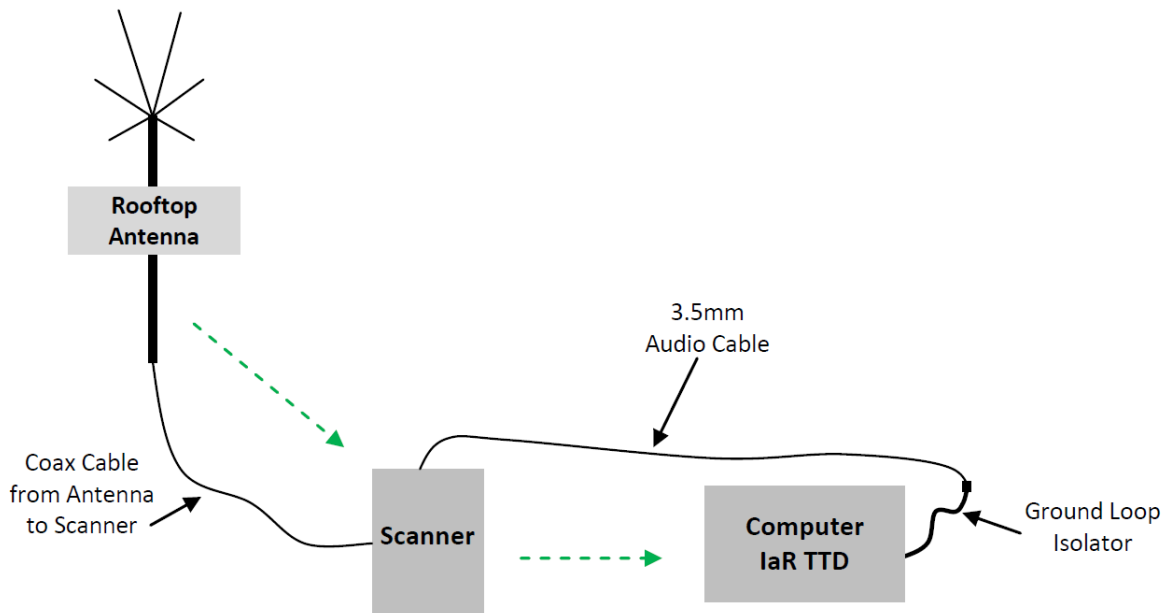 Rooftop
Antenna
3.5mm
Audio Cable
Coax Cable
from Antenna
to Scanner
Scanner
Computer
IaR TTD
Ground Loop
Isolator